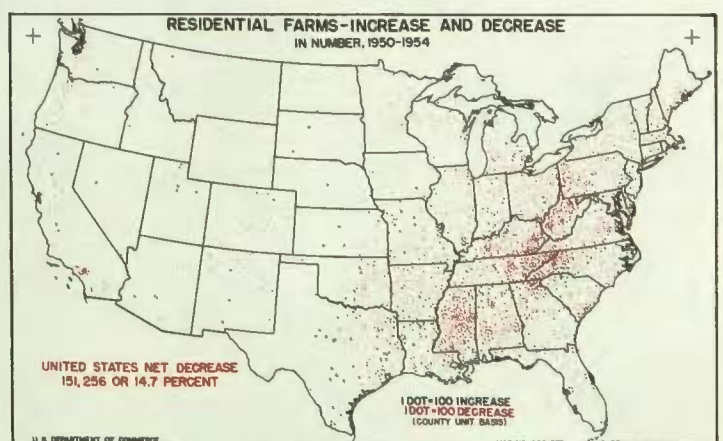 RESIDENTIAL FARMS-INCREASE AND DECREASE
IN NUMBER, 1950-1954
UNITED STATES NET DECREASE
151,256 OR 14.7 PERCENT
1 DOT=100 INCREASE
1 DOT=100 DECREASE
(COUNTY UNIT BASIS)
U.S. DEPARTMENT OF COMMERCE